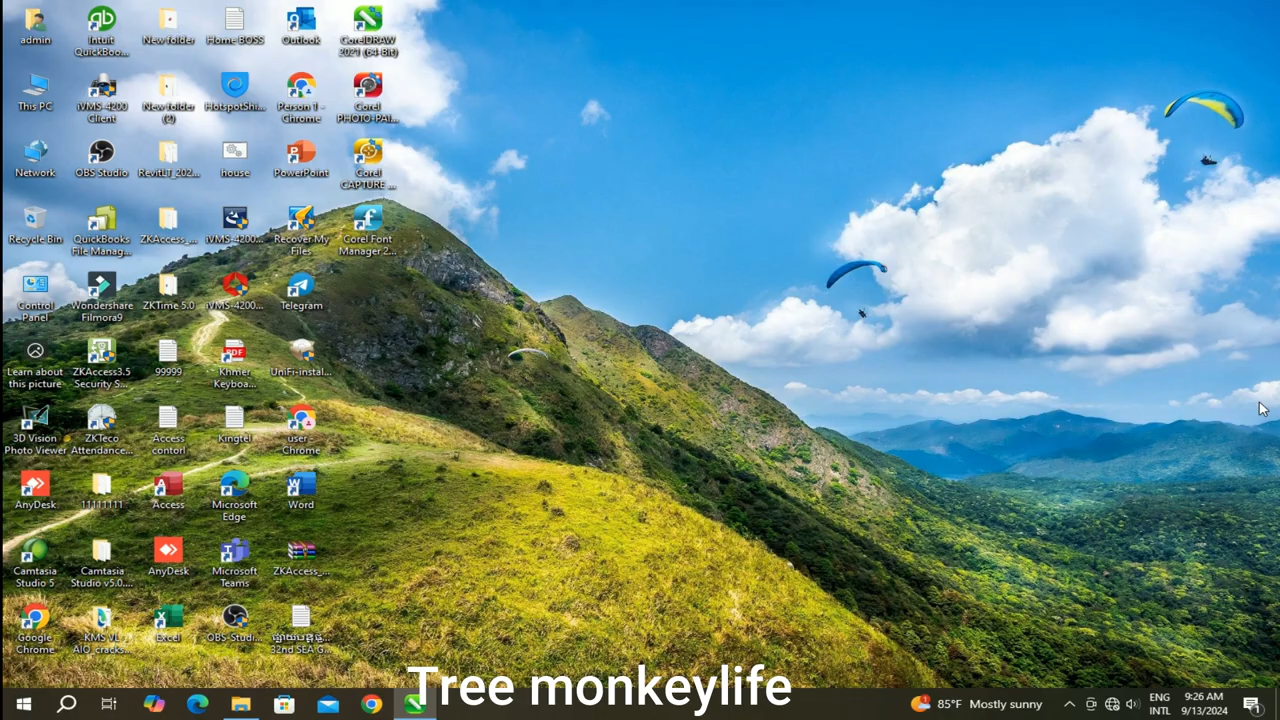 admin
Intuit QuickBoo...
New folder
Home BOSS
Outlook
CorelDRAW 2021 (64-Bit)
This PC
iVMS-4200 Client
New folder (2)
HotspotShi...
Person 1 - Chrome
Corel PHOTO-PAI...
Network
OBS Studio
RevitLT_202...
house
PowerPoint
Corel CAPTURE ...
Recycle Bin
QuickBooks File Manag...
ZKAccess_...
iVMS-4200...
Recover My Files
Corel Font Manager 2...
Control Panel
Wondershare Filmora9
ZKTime 5.0
iVMS-4200...
Telegram
Learn about this picture
ZKAccess3.5 Security S...
99999
Khmer Keyboa...
UniFi-instal...
3D Vision Photo Viewer
ZKTeco Attendance...
Access contorl
Kingtel
user - Chrome
AnyDesk
11111111
Access
Microsoft Edge
Word
Camtasia Studio 5
Camtasia Studio v5.0....
AnyDesk
Microsoft Teams
ZKAccess_...
Google Chrome
KMS VL AIO_cracks...
Excel
OBS-Studi...
32nd SEA G...
Tree monkeylife
85°F Mostly sunny
ENG INTL
9:26 AM
9/13/2024